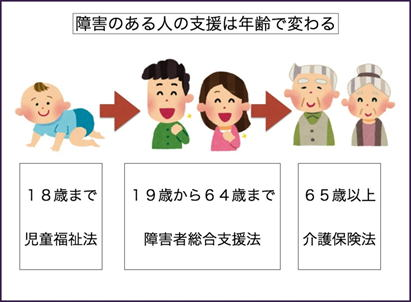 障害のある人の支援は年齢で変わる
１８歳まで
児童福祉法
１９歳から６４歳まで
障害者総合支援法
６５歳以上
介護保険法